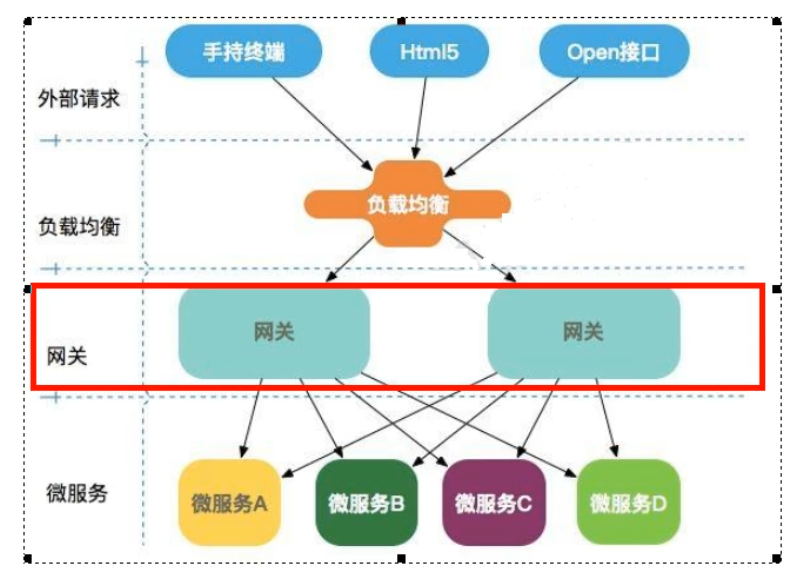 手持终端
Html5
Open接口
外部请求
负载均衡
负载均衡
网关
网关
网关
微服务
微服务A
微服务B
微服务C
微服务D